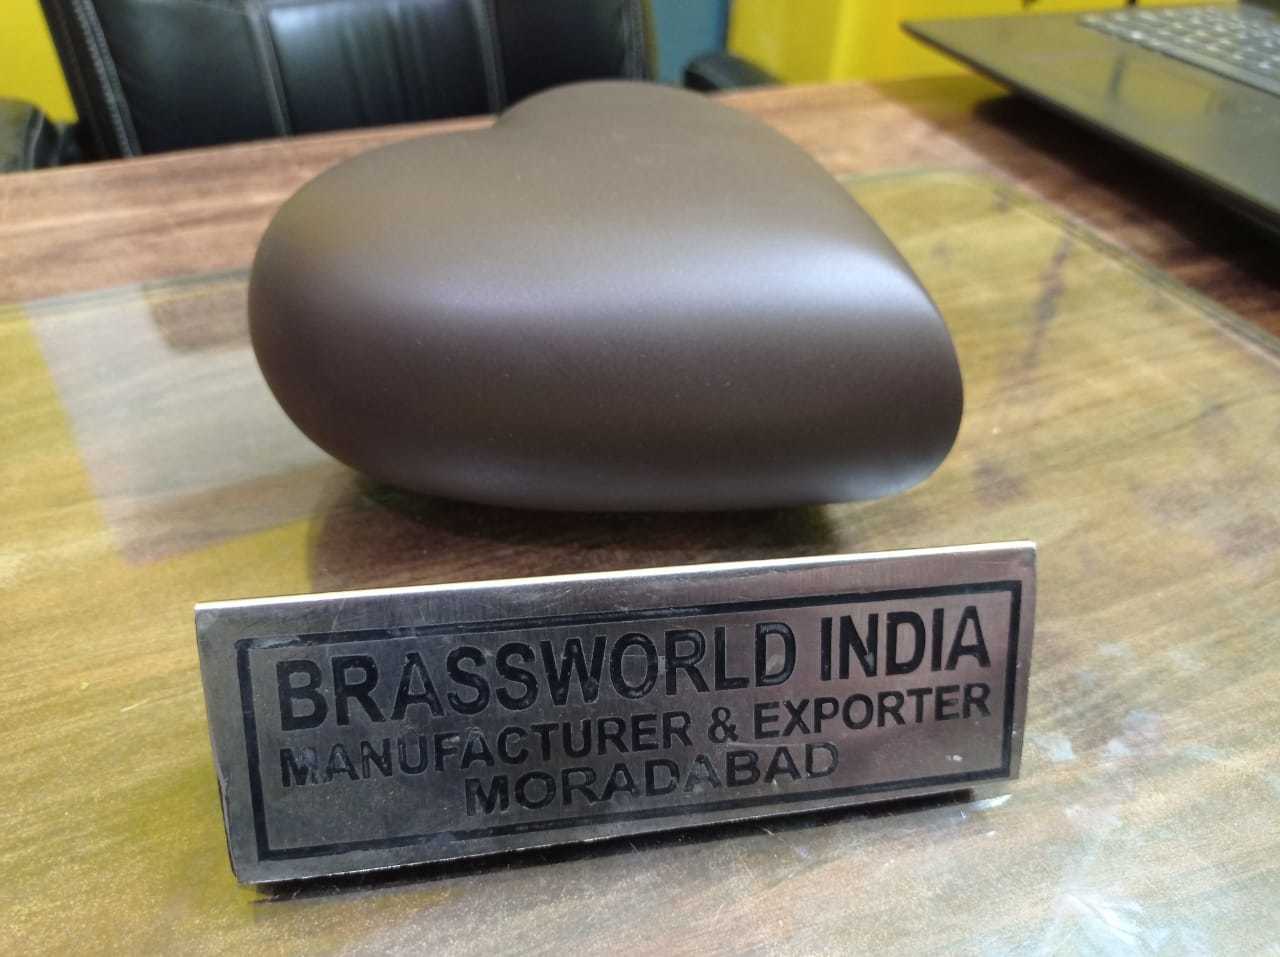 BRASSWORLD INDIA
MANUFACTURER & EXPORTER
MORADABAD